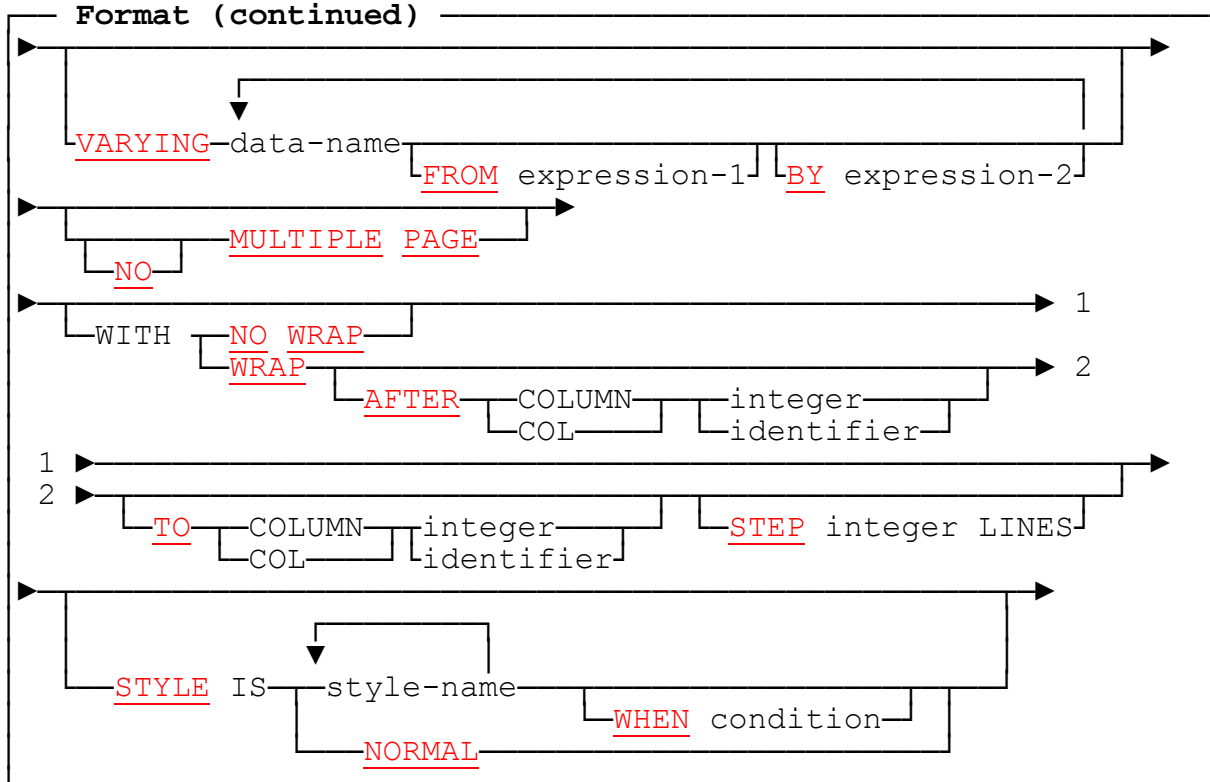 Format (continued)
VARYING data-name
FROM expression-1 BY expression-2
MULTIPLE PAGE
NO
1
WITH NO WRAP
WRAP 2
AFTER COLUMN integer
COL identifier
1
2
TO COLUMN integer STEP integer LINES
COL identifier
STYLE IS style-name
WHEN condition
NORMAL